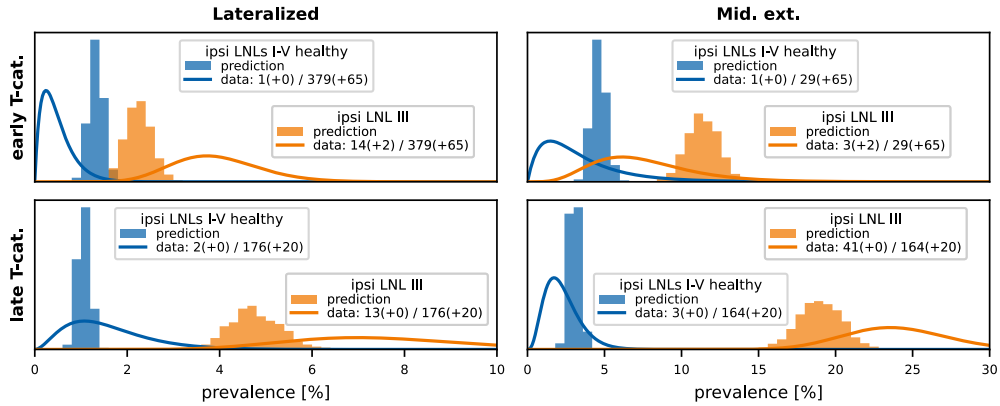 Lateralized
Mid. ext.
early T-cat.
ipsi LNLs I-V healthy
prediction
data: 1(+0) / 379(+65)
ipsi LNL III
prediction
data: 14(+2) / 379(+65)
ipsi LNLs I-V healthy
prediction
data: 1(+0) / 29(+65)
ipsi LNL III
prediction
data: 3(+2) / 29(+65)
late T-cat.
ipsi LNLs I-V healthy
prediction
data: 2(+0) / 176(+20)
ipsi LNL III
prediction
data: 13(+0) / 176(+20)
ipsi LNL III
prediction
data: 41(+0) / 164(+20)
ipsi LNLs I-V healthy
prediction
data: 3(+0) / 164(+20)
0 2 4 6 8 10
prevalence [%]
0 5 10 15 20 25 30
prevalence [%]